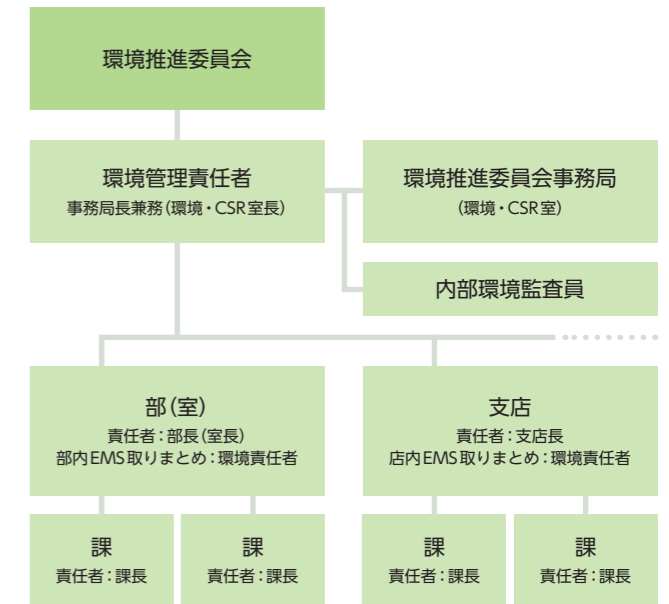 環境推進委員会
環境管理責任者
事務局長兼務(環境・CSR室長)
環境推進委員会事務局
(環境・CSR室)
内部環境監査員
部(室)
責任者:部長(室長)
部内EMS取りまとめ:環境責任者
支店
責任者:支店長
店内EMS取りまとめ:環境責任者
課
責任者:課長
課
責任者:課長
課
責任者:課長
課
責任者:課長